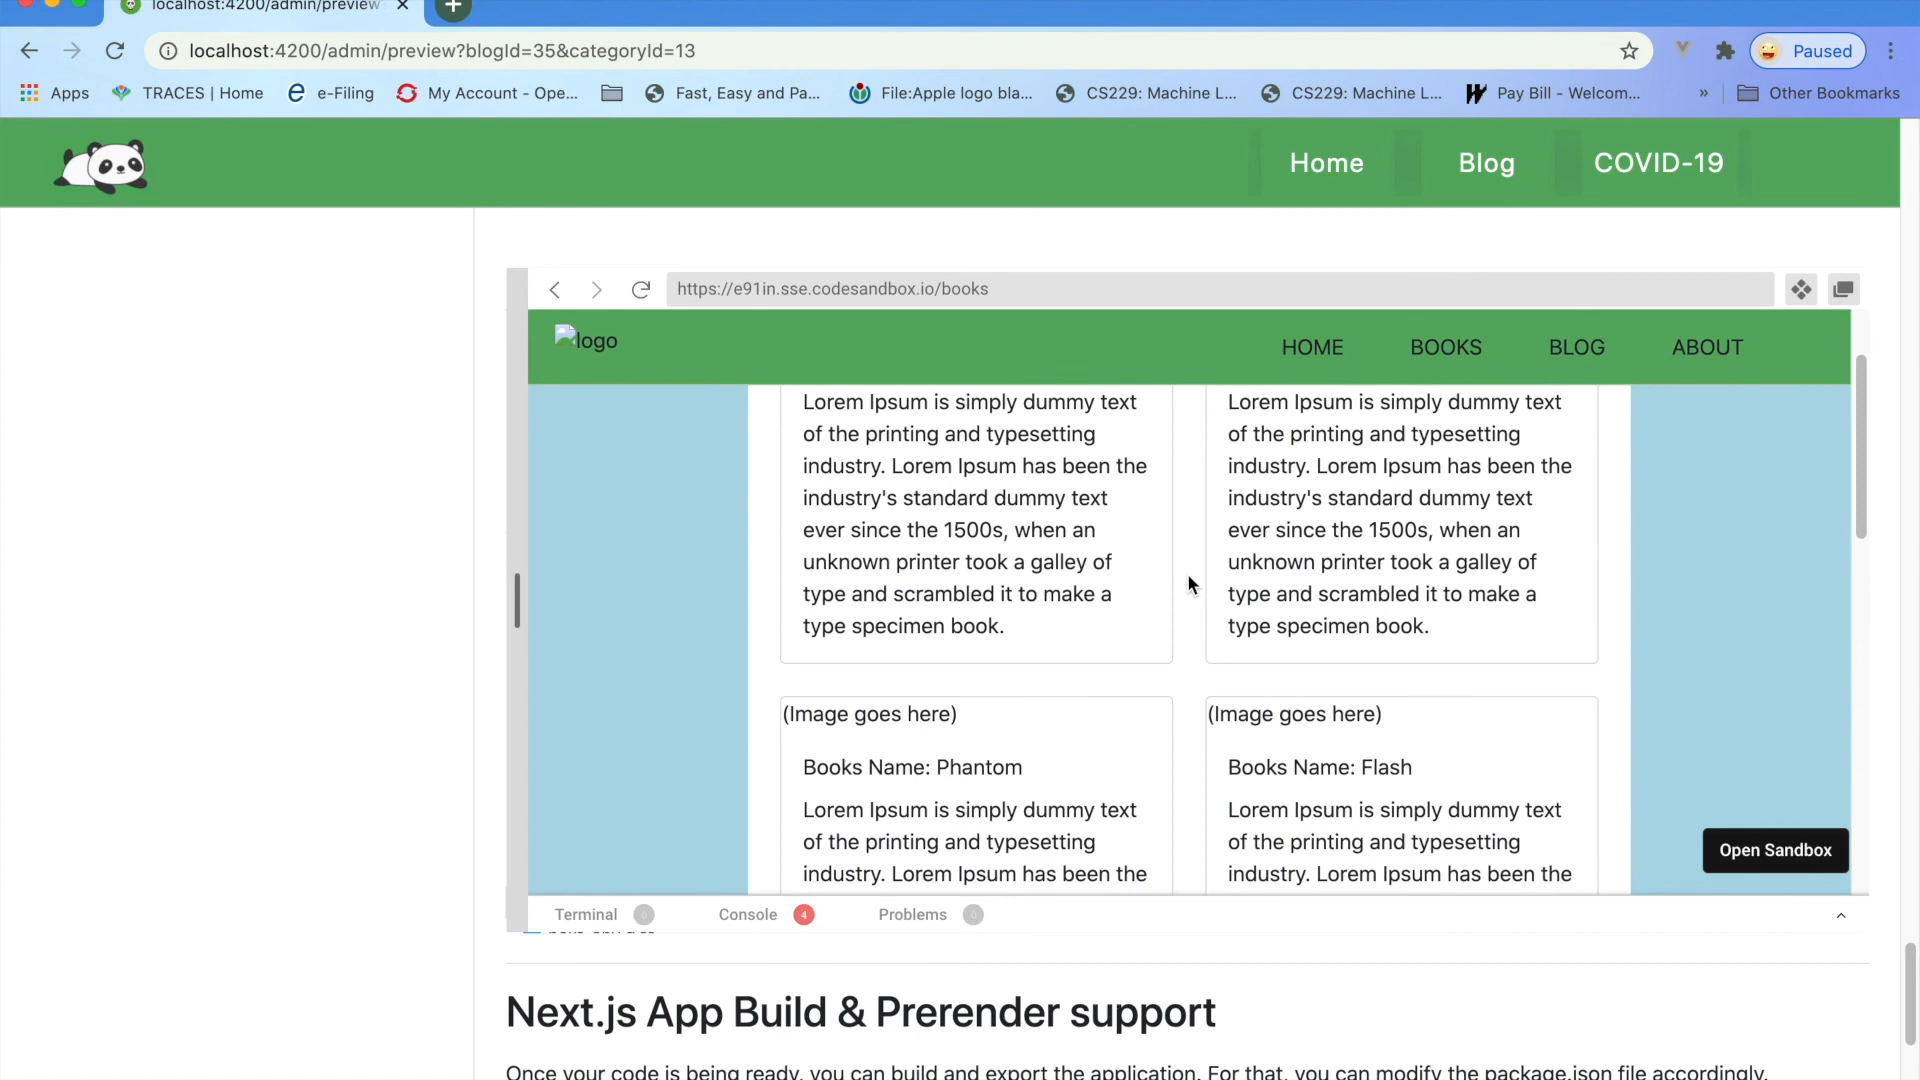 localhost:4200/admin/preview
localhost:4200/admin/preview?blogId=35&categoryId=13
Paused
Apps
TRACES | Home
e-Filing
My Account - Ope...
Fast, Easy and Pa...
File:Apple logo bla...
CS229: Machine L...
CS229: Machine L...
Pay Bill - Welcom...
»
Other Bookmarks
Home
Blog
COVID-19
https://e91in.sse.codesandbox.io/books
logo
HOME
BOOKS
BLOG
ABOUT
Lorem Ipsum is simply dummy text
of the printing and typesetting
industry. Lorem Ipsum has been the
industry's standard dummy text
ever since the 1500s, when an
unknown printer took a galley of
type and scrambled it to make a
type specimen book.
Lorem Ipsum is simply dummy text
of the printing and typesetting
industry. Lorem Ipsum has been the
industry's standard dummy text
ever since the 1500s, when an
unknown printer took a galley of
type and scrambled it to make a
type specimen book.
(Image goes here)
Books Name: Phantom
Lorem Ipsum is simply dummy text
of the printing and typesetting
industry. Lorem Ipsum has been the
(Image goes here)
Books Name: Flash
Lorem Ipsum is simply dummy text
of the printing and typesetting
industry. Lorem Ipsum has been the
Open Sandbox
Terminal 0
Console 4
Problems 0
Next.js App Build & Prerender support
Once your code is being ready, you can build and export the application. For that, you can modify the package.json file accordingly.